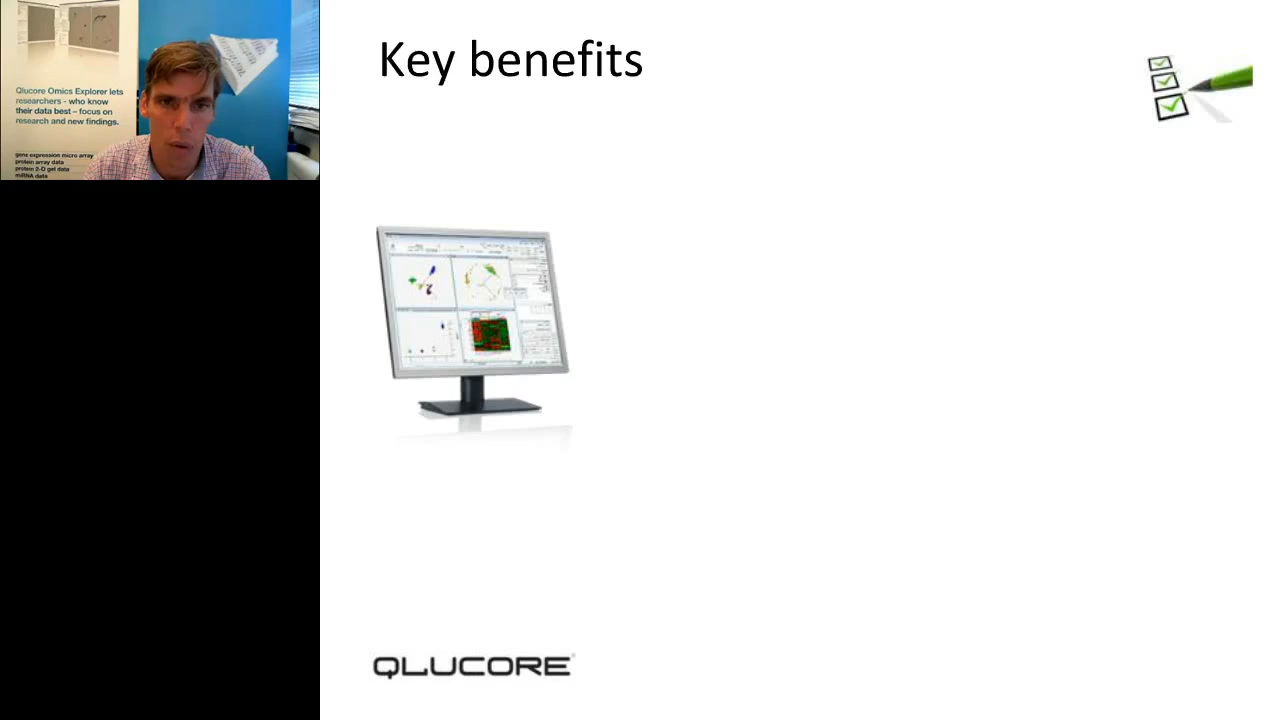 Key benefits
Qlucore Omics Explorer lets
researchers - who know
their data best – focus on
research and new findings.
gene expression micro array
protein array data
protein 2-D gel data
miRNA data
QLUCORE